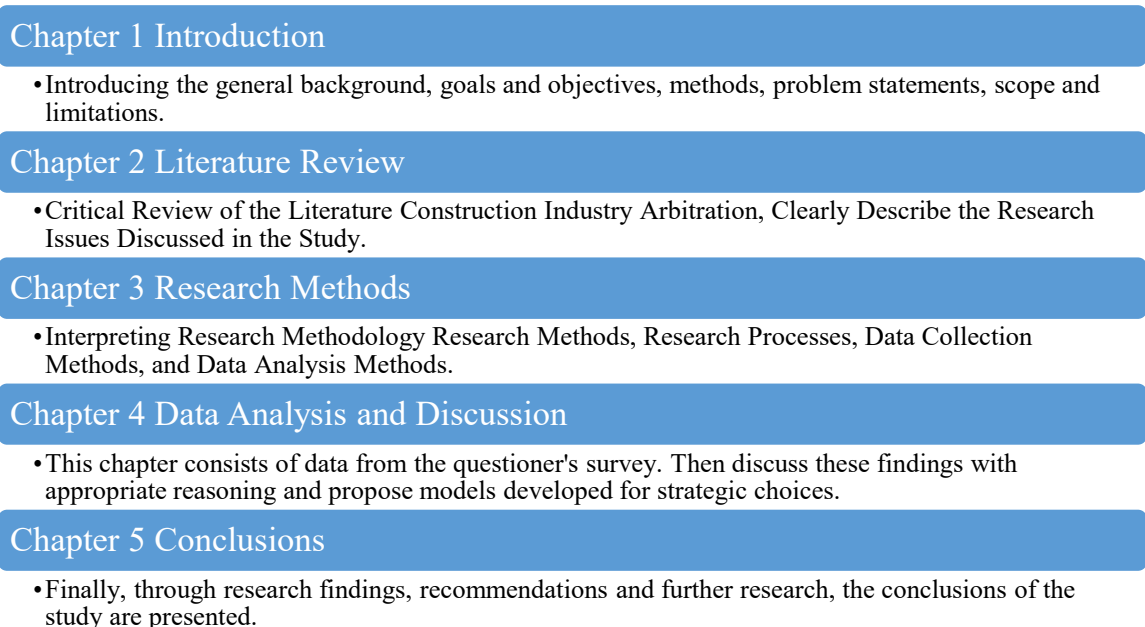 Chapter 1 Introduction
•Introducing the general background, goals and objectives, methods, problem statements, scope and
limitations.
Chapter 2 Literature Review
•Critical Review of the Literature Construction Industry Arbitration, Clearly Describe the Research
Issues Discussed in the Study.
Chapter 3 Research Methods
•Interpreting Research Methodology Research Methods, Research Processes, Data Collection
Methods, and Data Analysis Methods.
Chapter 4 Data Analysis and Discussion
•This chapter consists of data from the questioner's survey. Then discuss these findings with
appropriate reasoning and propose models developed for strategic choices.
Chapter 5 Conclusions
•Finally, through research findings, recommendations and further research, the conclusions of the
study are presented.